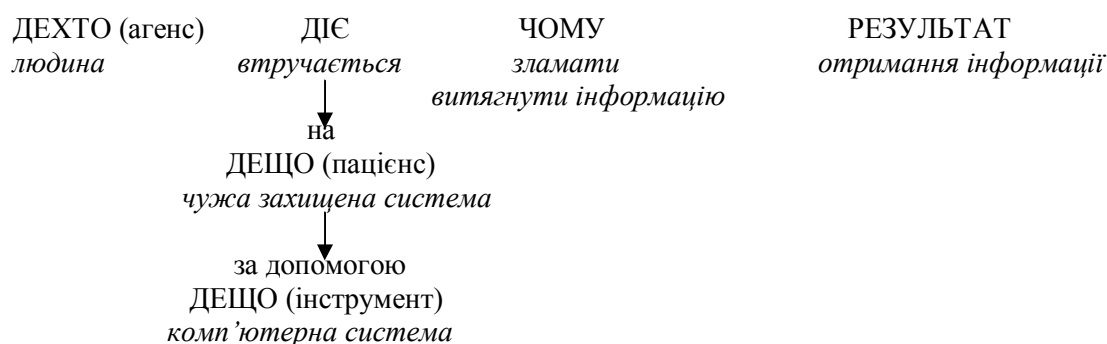 ДЕХТО (агенс) ДІЄ ЧОМУ РЕЗУЛЬТАТ
людина втручається зламати отримання інформації
витягнути інформацію
на
ДЕЩО (пацієнс)
чужа захищена система
за допомогою
ДЕЩО (інструмент)
комп’ютерна система